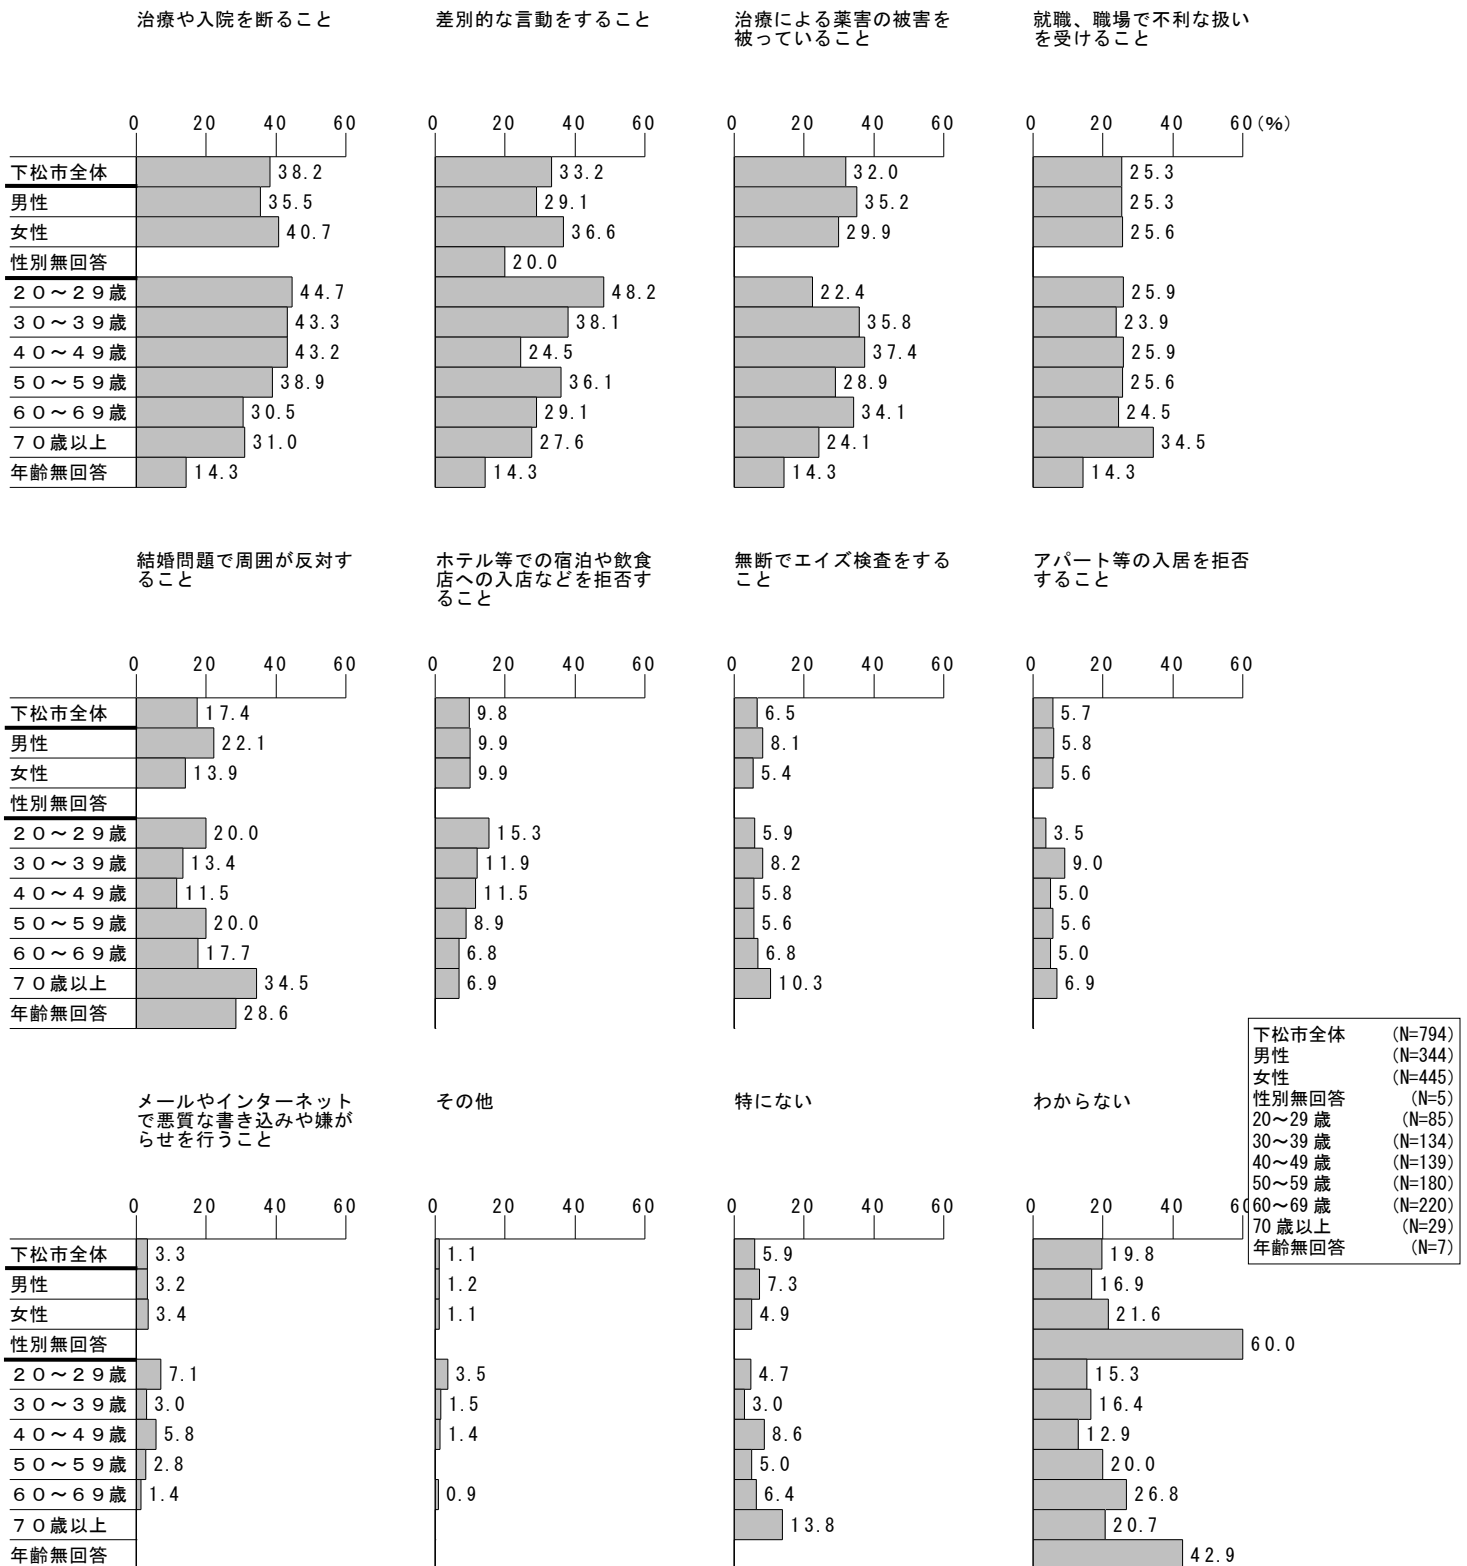 治療や入院を断ること
差別的な言動をすること
治療による薬害の被害を
被っていること
就職、職場で不利な扱い
を受けること
0 20 40 60 0 20 40 60 0 20 40 60 0 20 40 60(%)
下松市全体 38.2 33.2 32.0 25.3
男性 35.5 29.1 35.2 25.3
女性 40.7 36.6 29.9 25.6
性別無回答 20.0
20～29歳 44.7 48.2 22.4 25.9
30～39歳 43.3 38.1 35.8 23.9
40～49歳 43.2 24.5 37.4 25.9
50～59歳 38.9 36.1 28.9 25.6
60～69歳 30.5 29.1 34.1 24.5
70歳以上 31.0 27.6 24.1 34.5
年齢無回答 14.3 14.3 14.3 14.3
結婚問題で周囲が反対す
ること
ホテル等での宿泊や飲食
店への入店などを拒否す
ること
無断でエイズ検査をする
こと
アパート等の入居を拒否
すること
0 20 40 60 0 20 40 60 0 20 40 60 0 20 40 60
下松市全体 17.4 9.8 6.5 5.7
男性 22.1 9.9 8.1 5.8
女性 13.9 9.9 5.4 5.6
性別無回答
20～29歳 20.0 15.3 5.9 3.5
30～39歳 13.4 11.9 8.2 9.0
40～49歳 11.5 11.5 5.8 5.0
50～59歳 20.0 8.9 5.6 5.6
60～69歳 17.7 6.8 6.8 5.0
70歳以上 34.5 6.9 10.3 6.9
年齢無回答 28.6
メールやインターネット
で悪質な書き込みや嫌が
らせを行うこと
その他
特にない
わからない
0 20 40 60 0 20 40 60 0 20 40 60 0 20 40 60
下松市全体 3.3 1.1 5.9 19.8
男性 3.2 1.2 7.3 16.9
女性 3.4 1.1 4.9 21.6
性別無回答 60.0
20～29歳 7.1 3.5 4.7 15.3
30～39歳 3.0 1.5 3.0 16.4
40～49歳 5.8 1.4 8.6 12.9
50～59歳 2.8 5.0 20.0
60～69歳 1.4 0.9 6.4 26.8
70歳以上 13.8 20.7
年齢無回答 42.9
下松市全体 (N=794)
男性 (N=344)
女性 (N=445)
性別無回答 (N=5)
20～29 歳 (N=85)
30～39 歳 (N=134)
40～49 歳 (N=139)
50～59 歳 (N=180)
60～69 歳 (N=220)
70 歳以上 (N=29)
年齢無回答 (N=7)